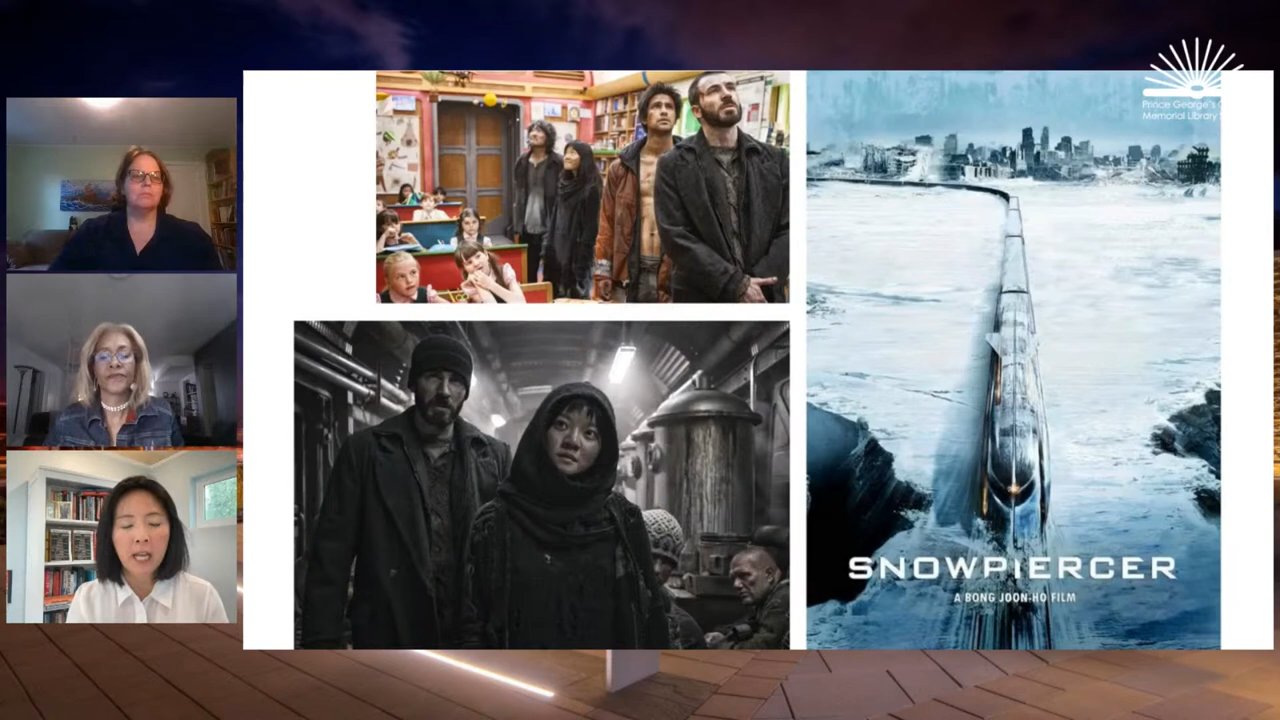 Prince George's C
Memorial Library S
SNOWPIERCER
A BONG JOON-HO FILM